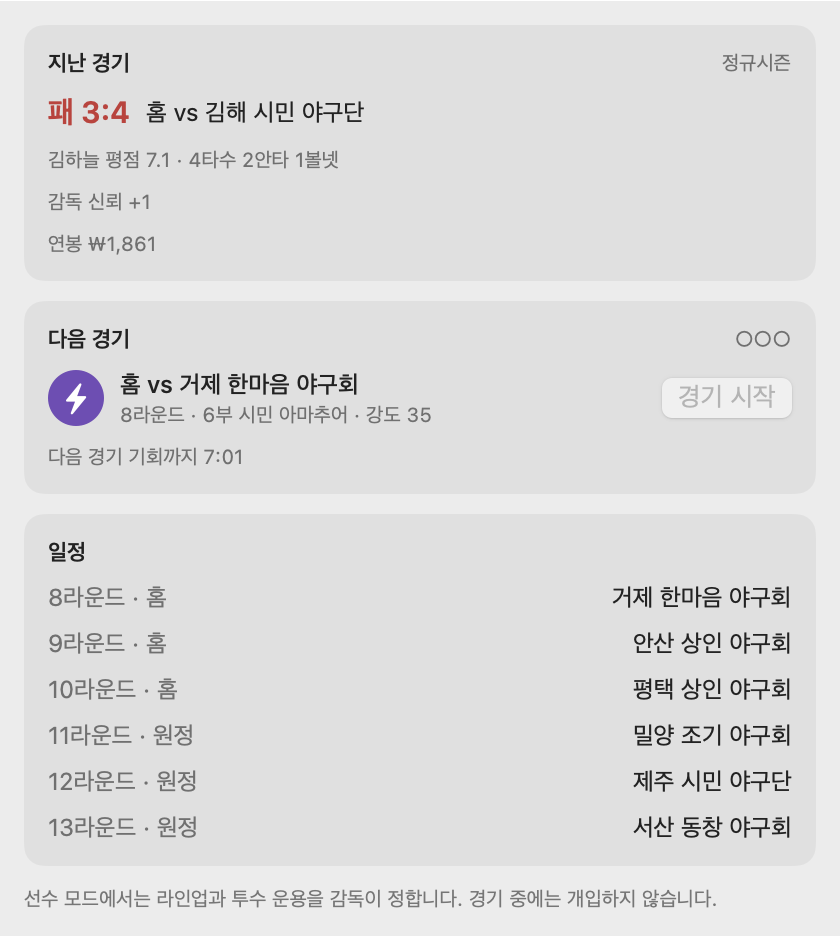 지난 경기
정규시즌
패 3:4 홈 vs 김해 시민 야구단
김하늘 평점 7.1 · 4타수 2안타 1볼넷
감독 신뢰 +1
연봉 ₩1,861
다음 경기
○○○
홈 vs 거제 한마음 야구회
8라운드 · 6부 시민 아마추어 · 강도 35
경기 시작
다음 경기 기회까지 7:01
일정
8라운드 · 홈 거제 한마음 야구회
9라운드 · 홈 안산 상인 야구회
10라운드 · 홈 평택 상인 야구회
11라운드 · 원정 밀양 조기 야구회
12라운드 · 원정 제주 시민 야구단
13라운드 · 원정 서산 동창 야구회
선수 모드에서는 라인업과 투수 운용을 감독이 정합니다. 경기 중에는 개입하지 않습니다.